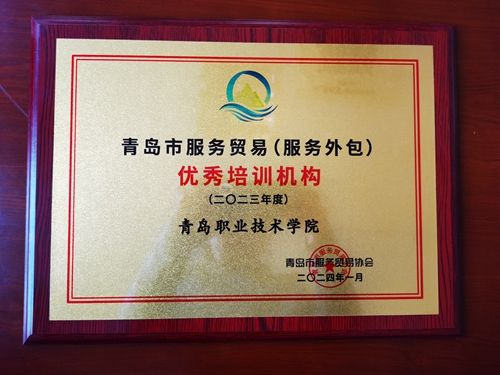 青岛市服务贸易(服务外包)
优秀培训机构
(二〇二三年度)
青岛职业技术学院
青岛市服务贸易协会
二〇二四年一月